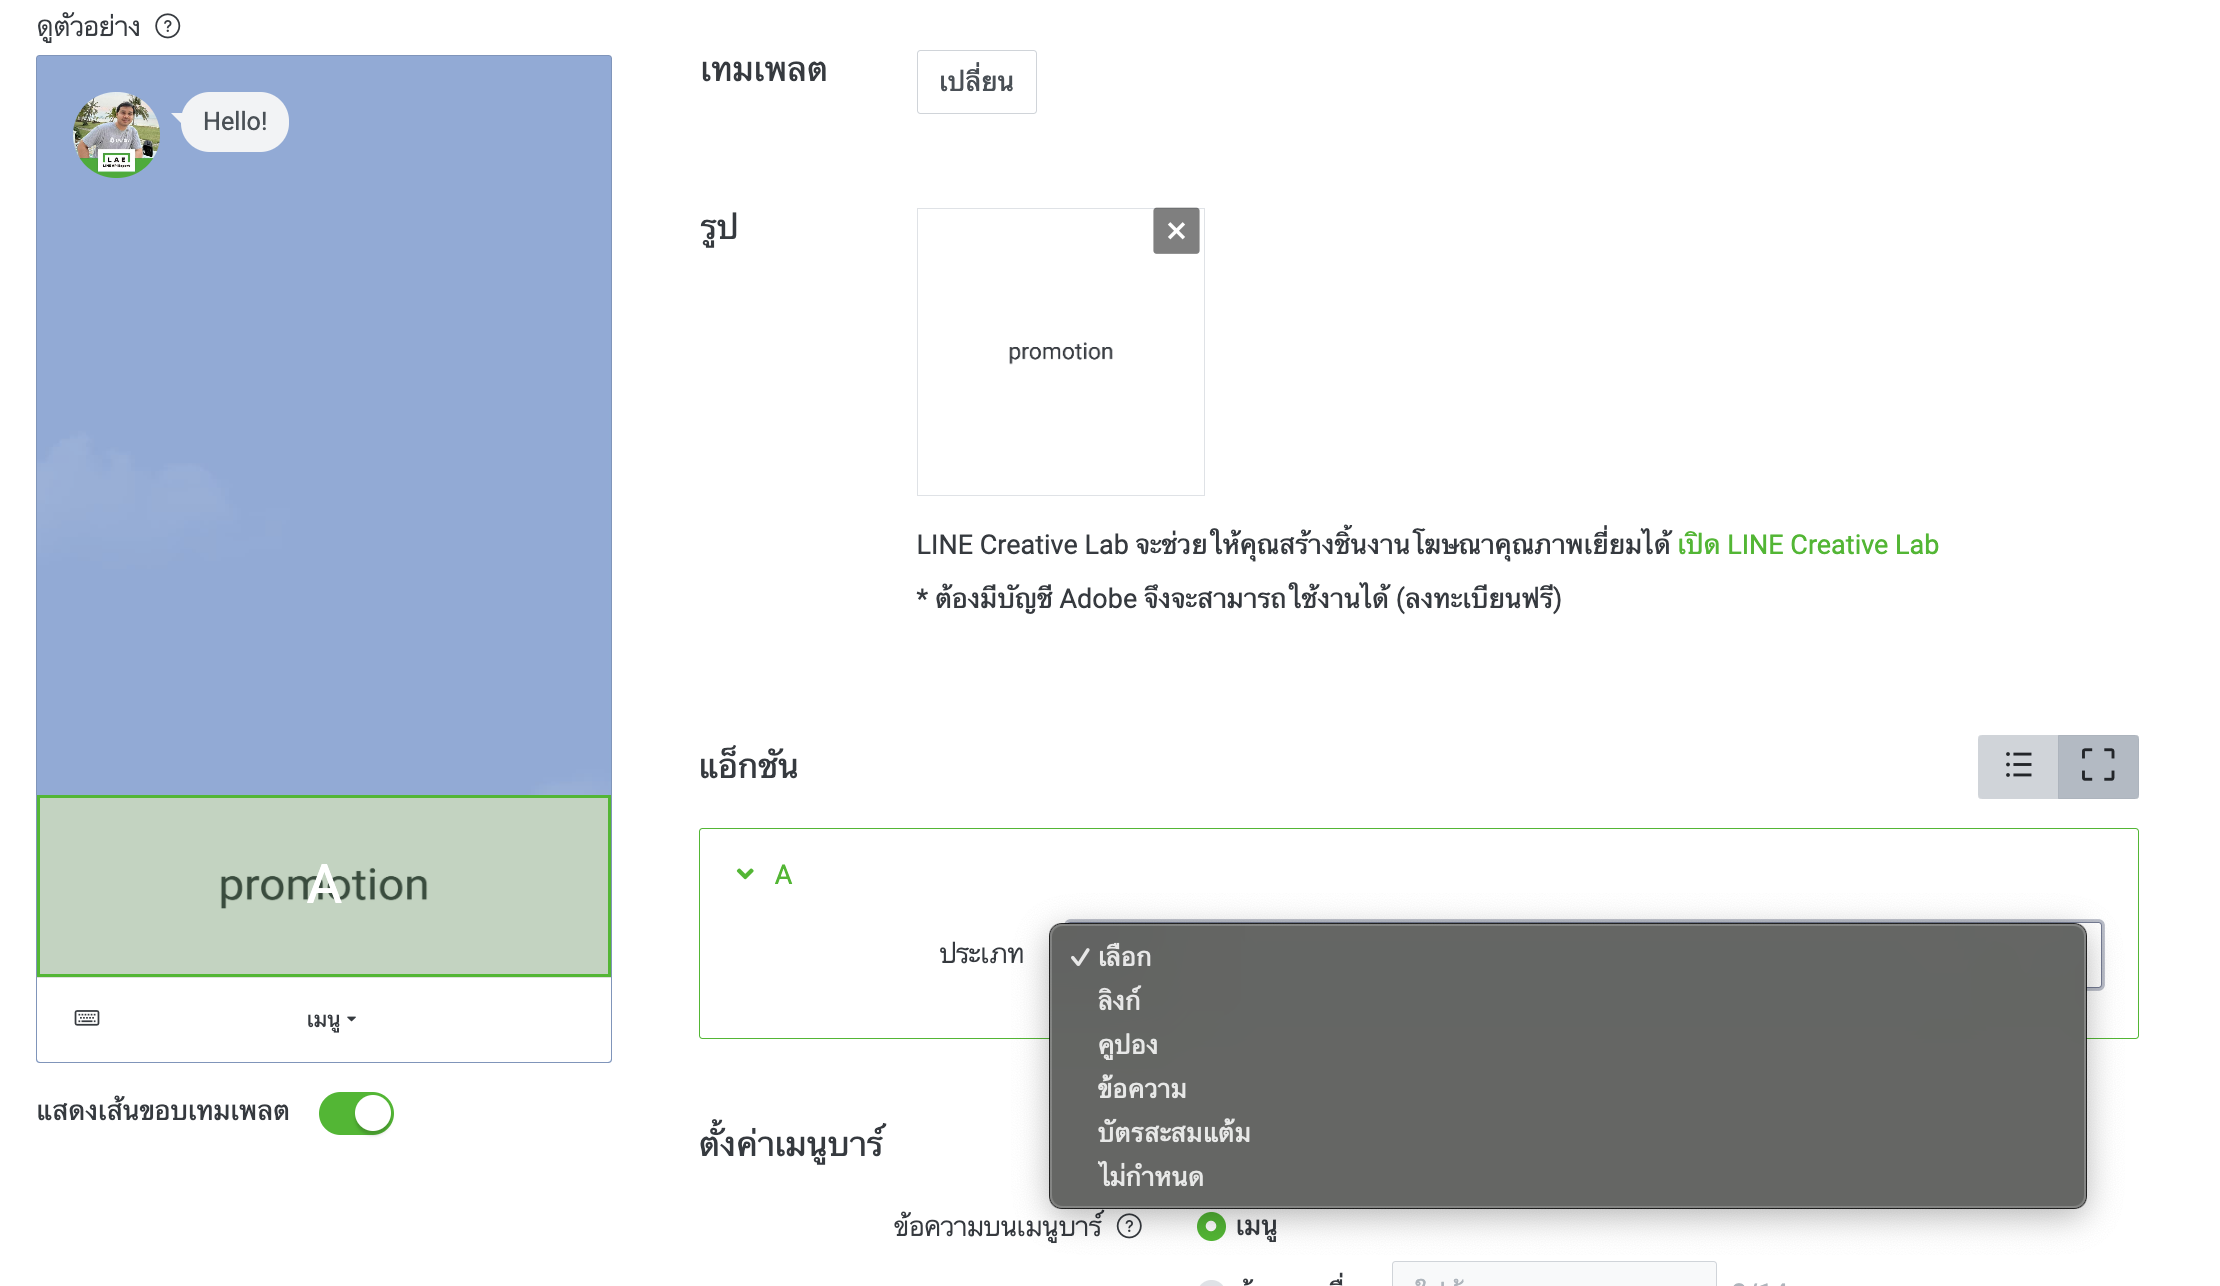 ดูตัวอย่าง
Hello!
LAE
promotion
A
เมนู
แสดงเส้นขอบเทมเพลต
เทมเพลต
เปลี่ยน
รูป
promotion
LINE Creative Lab จะช่วยให้คุณสร้างชิ้นงานโฆษณาคุณภาพเยี่ยมได้ เปิด LINE Creative Lab
* ต้องมีบัญชี Adobe จึงจะสามารถใช้งานได้ (ลงทะเบียนฟรี)
แอ็กชัน
A
ประเภท
✓ เลือก
ลิงก์
คูปอง
ข้อความ
บัตรสะสมแต้ม
ไม่กำหนด
ตั้งค่าเมนูบาร์
ข้อความบนเมนูบาร์
เมนู